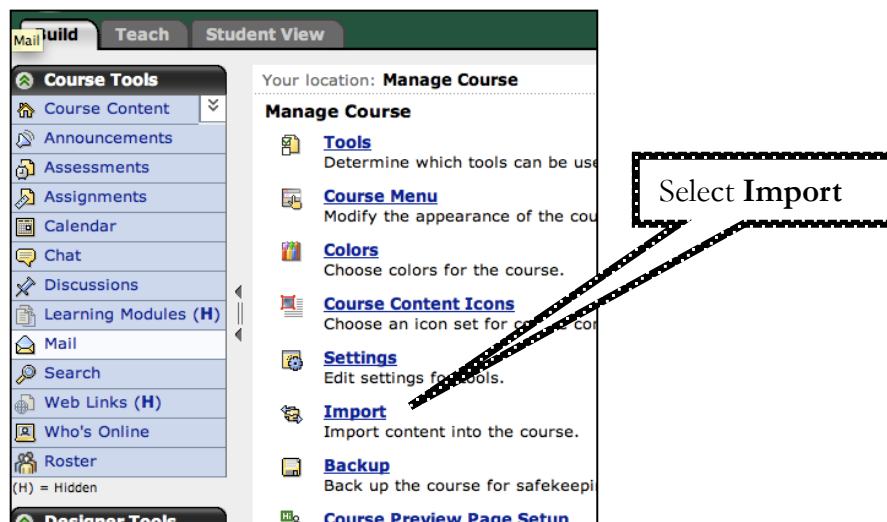 Build Teach Student View
Mail
Course Tools
Course Content
Announcements
Assessments
Assignments
Calendar
Chat
Discussions
Learning Modules (H)
Mail
Search
Web Links (H)
Who's Online
Roster
(H) = Hidden
Designer Tools
Your location: Manage Course
Manage Course
Tools
Determine which tools can be use
Course Menu
Modify the appearance of the cou
Colors
Choose colors for the course.
Course Content Icons
Choose an icon set for course con
Settings
Edit settings for tools.
Import
Import content into the course.
Backup
Back up the course for safekeepi
Course Preview Page Setup
Select Import